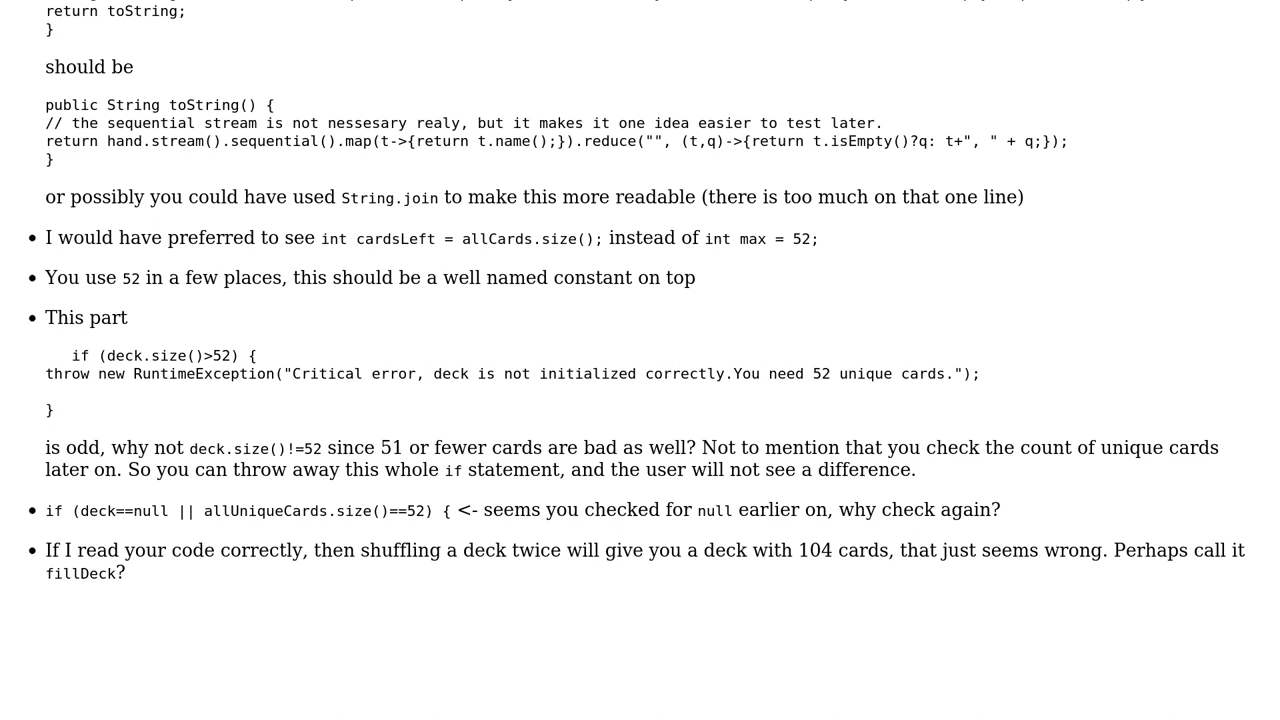 return toString;
}
should be
public String toString() {
// the sequential stream is not nessesary realy, but it makes it one idea easier to test later.
return hand.stream().sequential().map(t->{return t.name();}).reduce("", (t,q)->{return t.isEmpty()?q: t+", " + q;});
}
or possibly you could have used String.join to make this more readable (there is too much on that one line)
• I would have preferred to see int cardsLeft = allCards.size(); instead of int max = 52;
• You use 52 in a few places, this should be a well named constant on top
• This part
if (deck.size()>52) {
throw new RuntimeException("Critical error, deck is not initialized correctly.You need 52 unique cards.");
}
is odd, why not deck.size()!=52 since 51 or fewer cards are bad as well? Not to mention that you check the count of unique cards
later on. So you can throw away this whole if statement, and the user will not see a difference.
• if (deck==null || allUniqueCards.size()==52) { <- seems you checked for null earlier on, why check again?
• If I read your code correctly, then shuffling a deck twice will give you a deck with 104 cards, that just seems wrong. Perhaps call it
fillDeck?